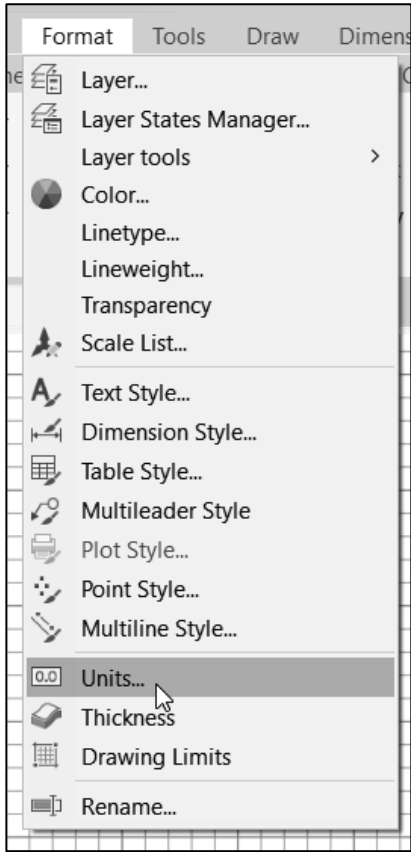 Format Tools Draw Dimens
Layer...
Layer States Manager...
Layer tools
Color...
Linetype...
Lineweight...
Transparency
Scale List...
Text Style...
Dimension Style...
Table Style...
Multileader Style
Plot Style...
Point Style...
Multiline Style...
0.0 Units...
Thickness
Drawing Limits
Rename...